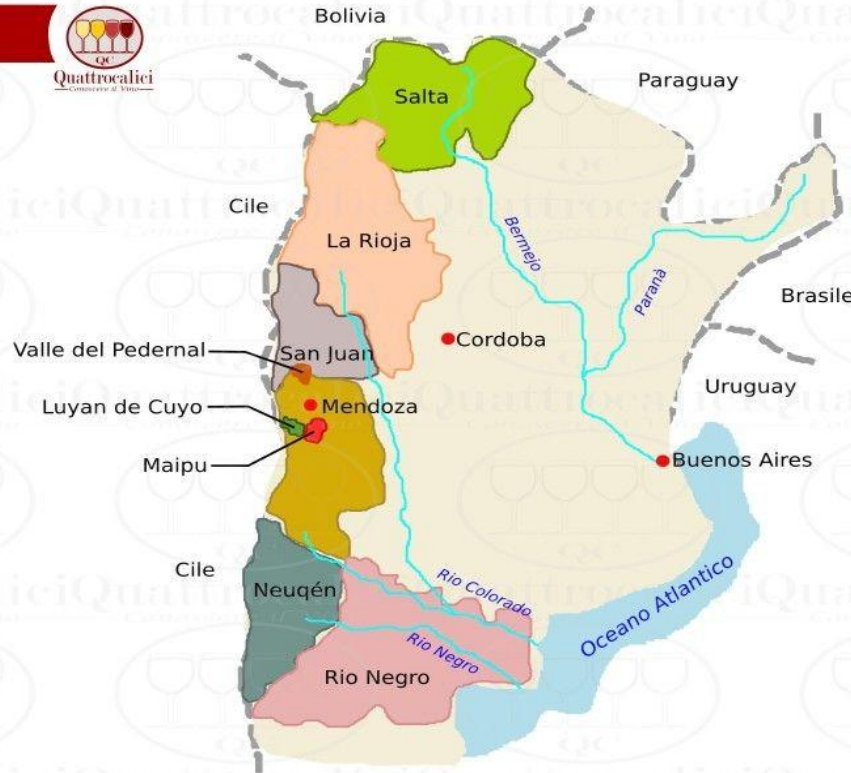 Bolivia
QC
Quattrocalici
Conoscere il Vino
Salta
Paraguay
Cile
Bermejo
La Rioja
Paranà
Brasile
Valle del Pedernal
San Juan
Cordoba
Uruguay
Luyan de Cuyo
Mendoza
Maipu
Buenos Aires
Cile
Neuqén
Rio Colorado
Oceano Atlantico
Rio Negro
Rio Negro